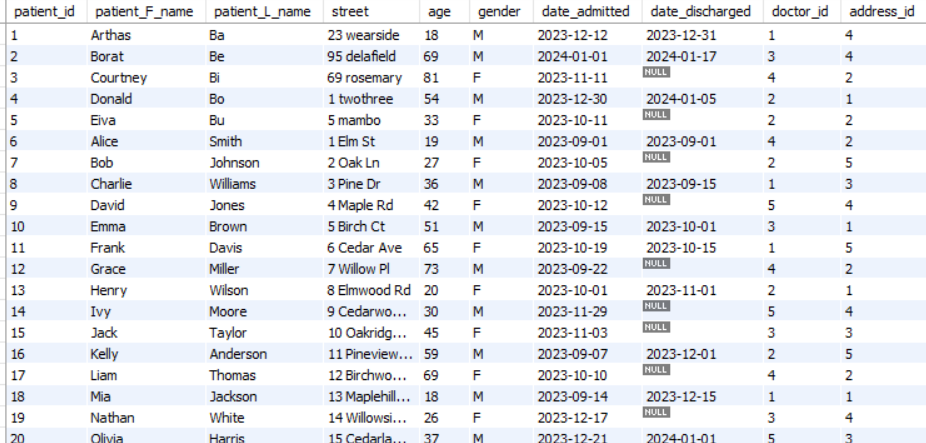 patient_id patient_F_name patient_L_name street age gender date_admitted date_discharged doctor_id address_id
1 Arthas Ba 23 wearside 18 M 2023-12-12 2023-12-31 1 4
2 Borat Be 95 delafield 69 M 2024-01-01 2024-01-17 3 4
3 Courtney Bi 69 rosemary 81 F 2023-11-11 NULL 4 2
4 Donald Bo 1 twothree 54 M 2023-12-30 2024-01-05 2 1
5 Eiva Bu 5 mambo 33 F 2023-10-11 NULL 2 2
6 Alice Smith 1 Elm St 19 M 2023-09-01 2023-09-01 4 2
7 Bob Johnson 2 Oak Ln 27 F 2023-10-05 NULL 2 5
8 Charlie Williams 3 Pine Dr 36 M 2023-09-08 2023-09-15 1 3
9 David Jones 4 Maple Rd 42 F 2023-10-12 NULL 5 4
10 Emma Brown 5 Birch Ct 51 M 2023-09-15 2023-10-01 3 1
11 Frank Davis 6 Cedar Ave 65 F 2023-10-19 2023-10-15 1 5
12 Grace Miller 7 Willow Pl 73 M 2023-09-22 NULL 4 2
13 Henry Wilson 8 Elmwood Rd 20 F 2023-10-01 2023-11-01 2 1
14 Ivy Moore 9 Cedarwo... 30 M 2023-11-29 NULL 5 4
15 Jack Taylor 10 Oakridg... 45 F 2023-11-03 NULL 3 3
16 Kelly Anderson 11 Pineview... 59 M 2023-09-07 2023-12-01 2 5
17 Liam Thomas 12 Birchwo... 69 F 2023-10-10 NULL 4 2
18 Mia Jackson 13 Maplehill... 18 M 2023-09-14 2023-12-15 1 1
19 Nathan White 14 Willowsi... 26 F 2023-12-17 NULL 3 4
20 Olivia Harris 15 Cedarla... 37 M 2023-12-21 2024-01-01 5 3